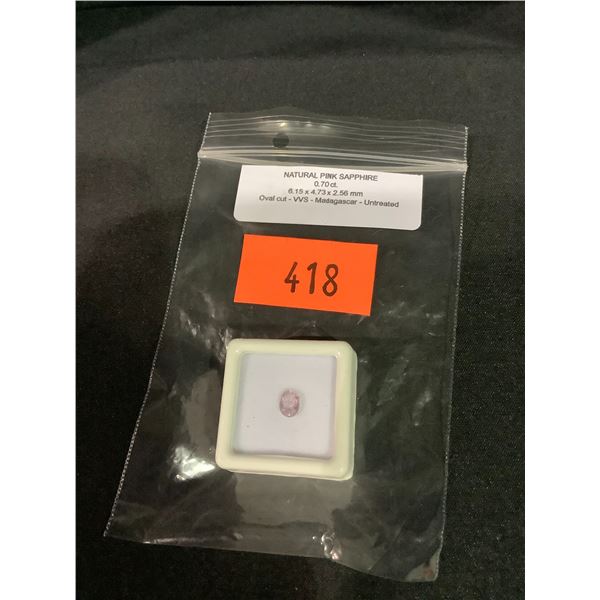 NATURAL PINK SAPPHIRE
0.70 ct.
6.15 x 4.73 x 2.56 mm
Oval cut - VVS - Madagascar - Untreated
418